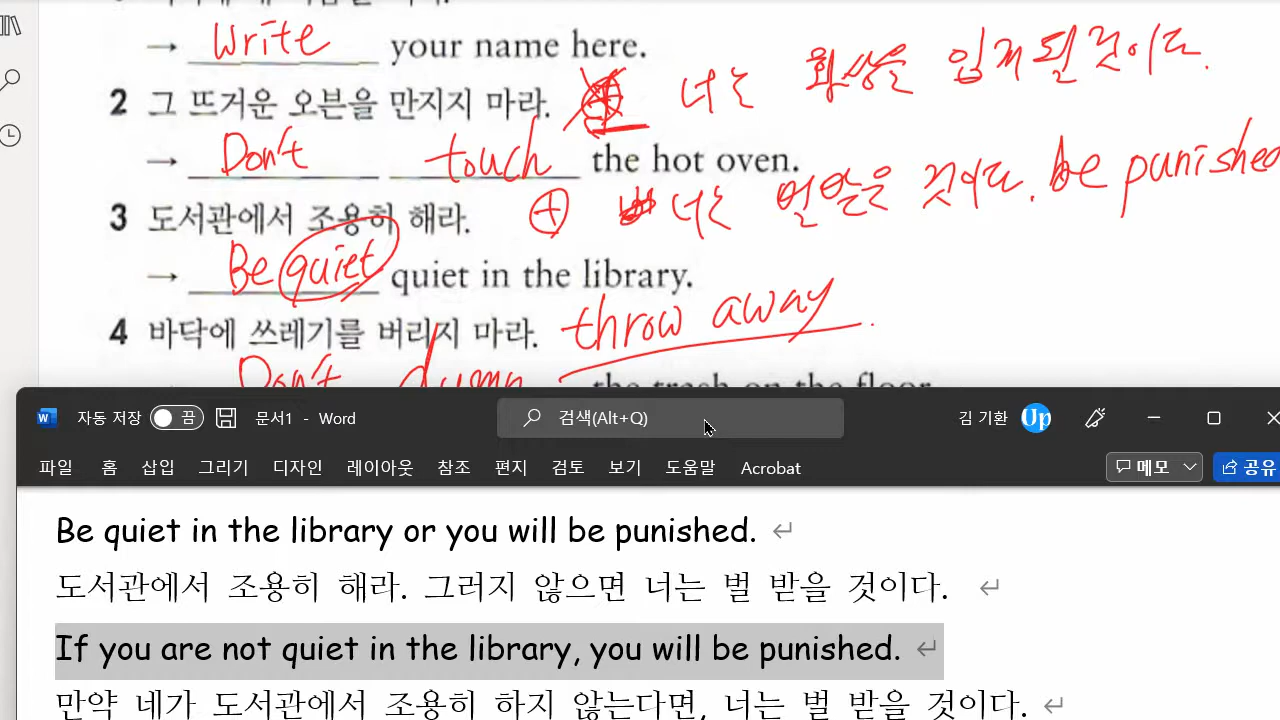 → Write your name here.
2 그 뜨거운 오븐을 만지지 마라. 너는 화상을 입게 될 것이다.
→ Don't touch the hot oven.
3 도서관에서 조용히 해라. + 너는 벌 받을 것이다. be punished
→ Be quiet quiet in the library.
4 바닥에 쓰레기를 버리지 마라. throw away
Don't dump the trash on the floor
자동 저장 끔 문서1 - Word 검색(Alt+Q) 김 기환 Up
파일 홈 삽입 그리기 디자인 레이아웃 참조 편지 검토 보기 도움말 Acrobat 메모 공유
Be quiet in the library or you will be punished.
도서관에서 조용히 해라. 그러지 않으면 너는 벌 받을 것이다.
If you are not quiet in the library, you will be punished.
만약 네가 도서관에서 조용히 하지 않는다면, 너는 벌 받을 것이다.